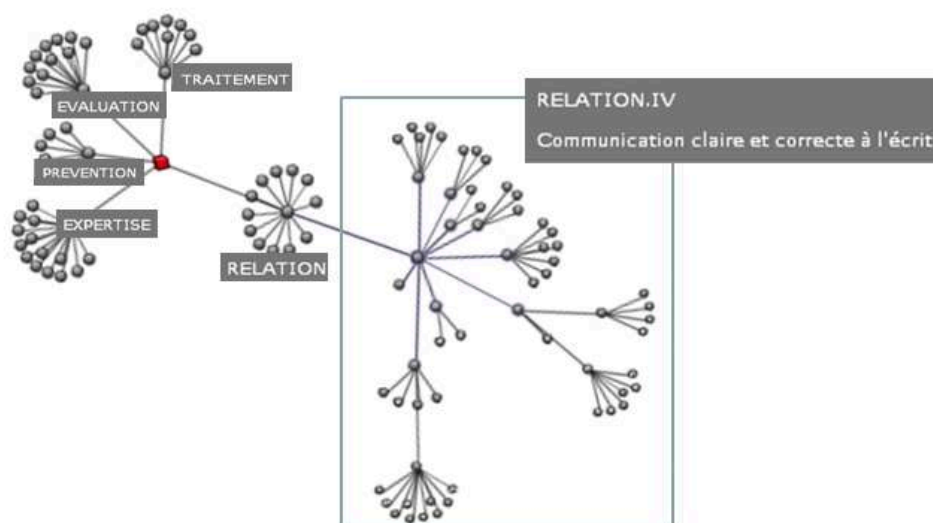 TRAITEMENT
EVALUATION
PREVENTION
EXPERTISE
RELATION
RELATION.IV
Communication claire et correcte à l'écrit